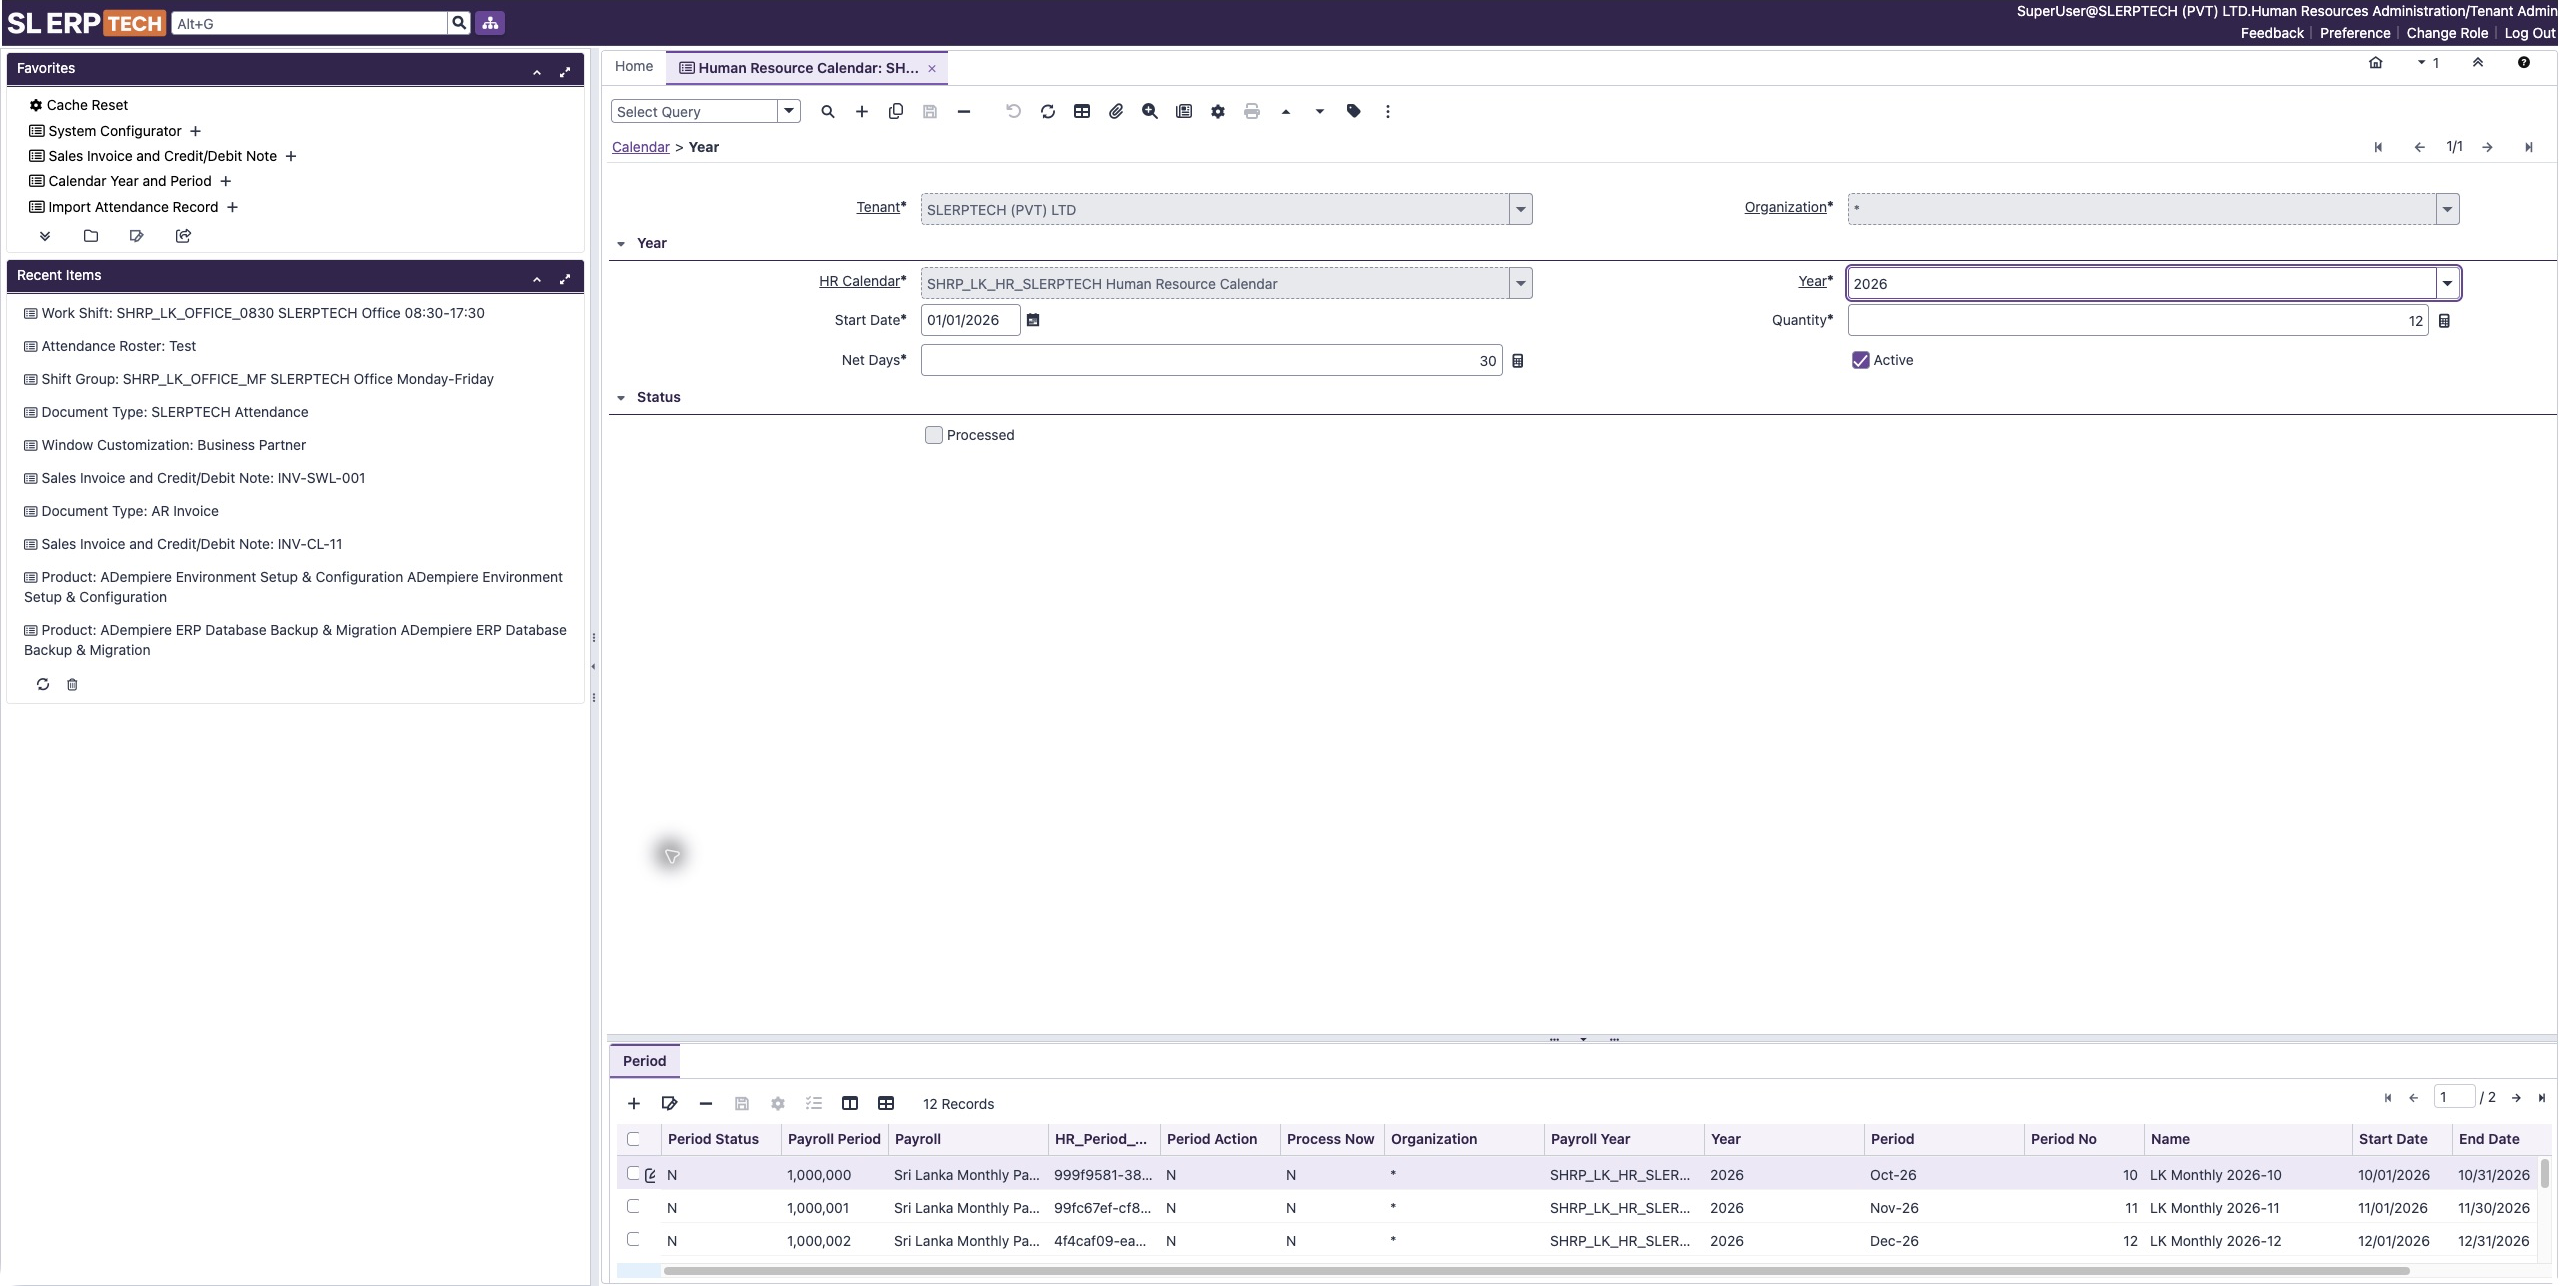 SLERP TECH Alt+G
SuperUser@SLERPTECH (PVT) LTD.Human Resources Administration/Tenant Admin
Feedback | Preference | Change Role | Log Out
Favorites
Cache Reset
System Configurator +
Sales Invoice and Credit/Debit Note +
Calendar Year and Period +
Import Attendance Record +
Recent Items
Work Shift: SHRP_LK_OFFICE_0830 SLERPTECH Office 08:30-17:30
Attendance Roster: Test
Shift Group: SHRP_LK_OFFICE_MF SLERPTECH Office Monday-Friday
Document Type: SLERPTECH Attendance
Window Customization: Business Partner
Sales Invoice and Credit/Debit Note: INV-SWL-001
Document Type: AR Invoice
Sales Invoice and Credit/Debit Note: INV-CL-11
Product: ADempiere Environment Setup & Configuration ADempiere Environment
Setup & Configuration
Product: ADempiere ERP Database Backup & Migration ADempiere ERP Database
Backup & Migration
Home Human Resource Calendar: SH... × 1
Select Query
Calendar > Year 1/1
Tenant* SLERPTECH (PVT) LTD Organization* *
Year
HR Calendar* SHRP_LK_HR_SLERPTECH Human Resource Calendar Year* 2026
Start Date* 01/01/2026 Quantity* 12
Net Days* 30 Active
Status
Processed
Period
12 Records 1 / 2
Period Status Payroll Period Payroll HR_Period_... Period Action Process Now Organization Payroll Year Year Period Period No Name Start Date End Date
N 1,000,000 Sri Lanka Monthly Pa... 999f9581-38... N N * SHRP_LK_HR_SLER... 2026 Oct-26 10 LK Monthly 2026-10 10/01/2026 10/31/2026
N 1,000,001 Sri Lanka Monthly Pa... 99fc67ef-cf8... N N * SHRP_LK_HR_SLER... 2026 Nov-26 11 LK Monthly 2026-11 11/01/2026 11/30/2026
N 1,000,002 Sri Lanka Monthly Pa... 4f4caf09-ea... N N * SHRP_LK_HR_SLER... 2026 Dec-26 12 LK Monthly 2026-12 12/01/2026 12/31/2026